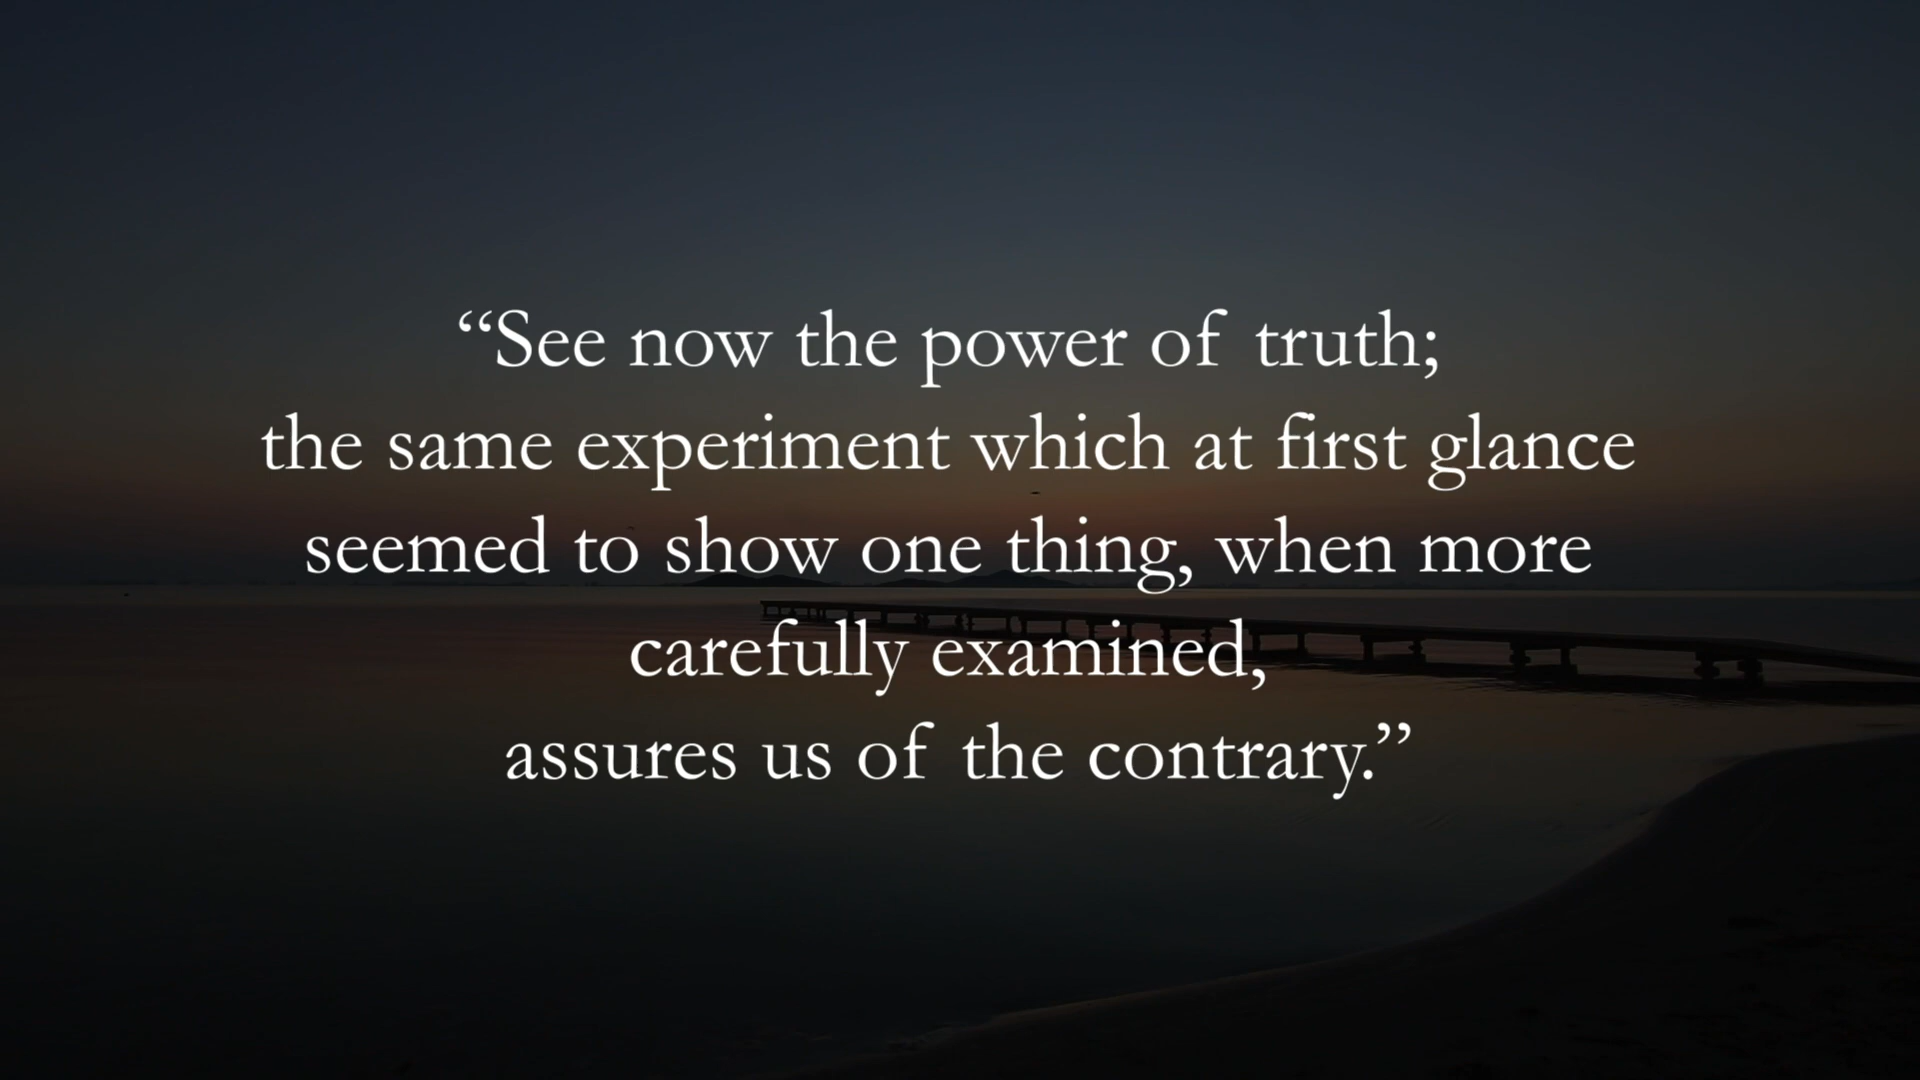 “See now the power of truth;
the same experiment which at first glance
seemed to show one thing, when more
carefully examined,
assures us of the contrary.”